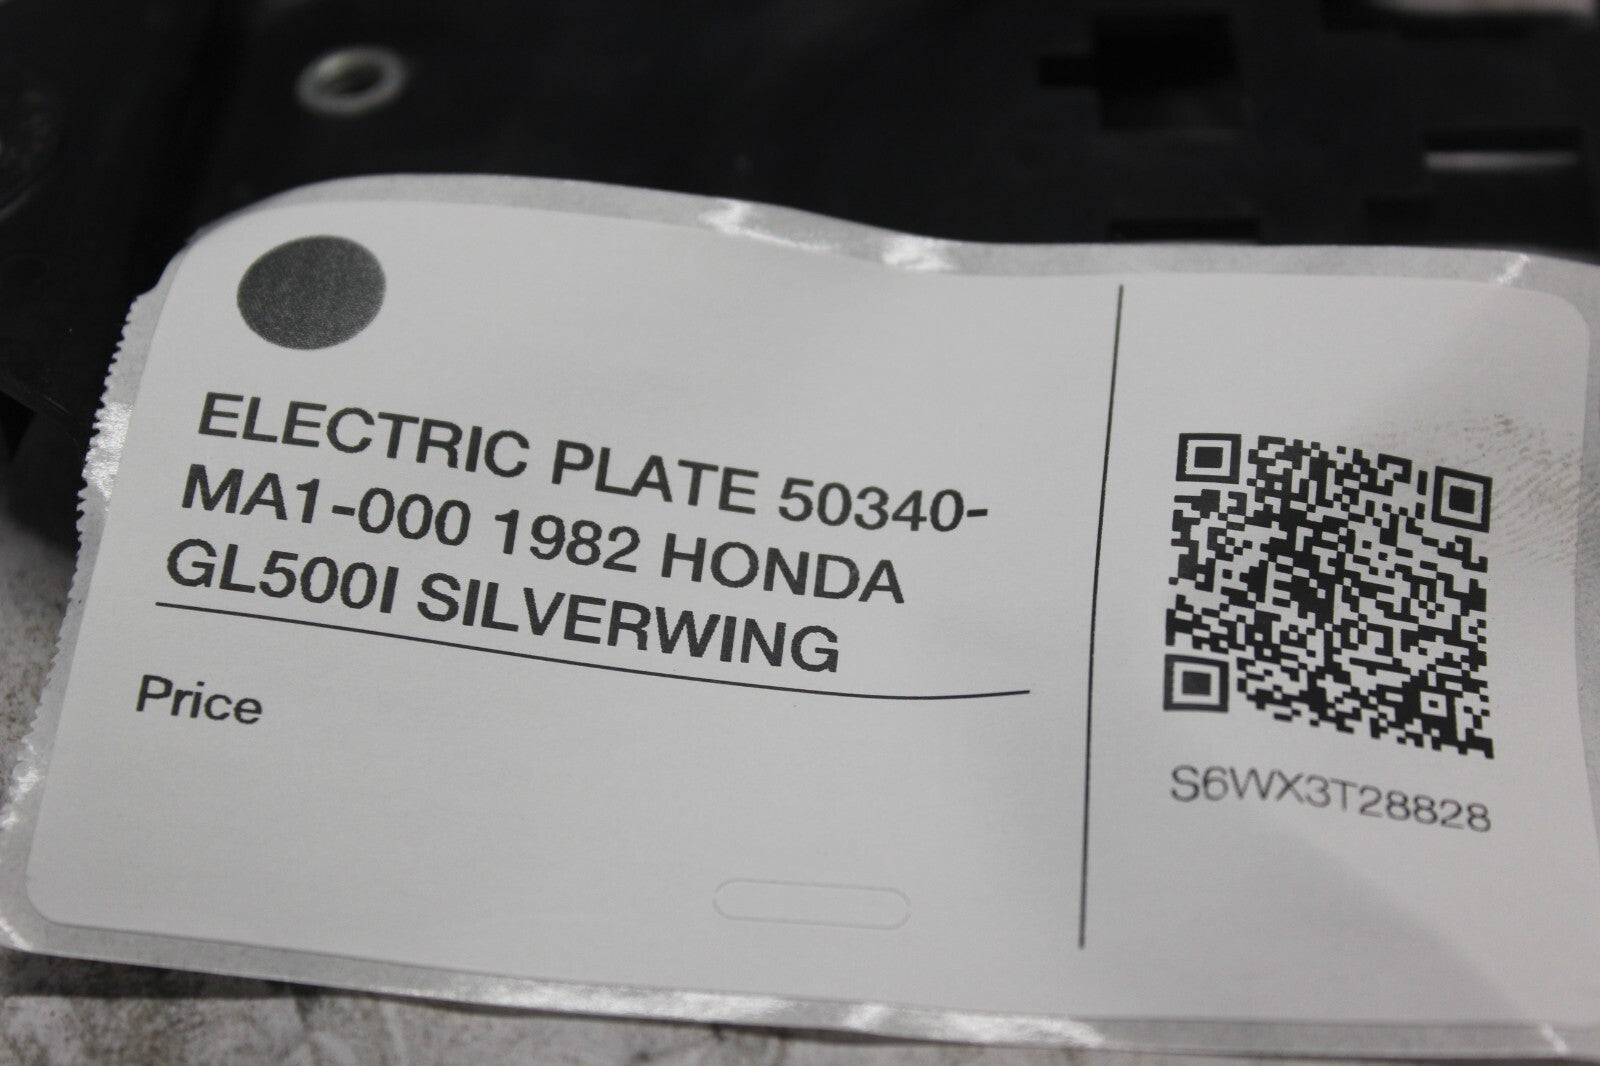 ELECTRIC PLATE 50340-
MA1-000 1982 HONDA
GL500I SILVERWING
Price
S6WX3T28828